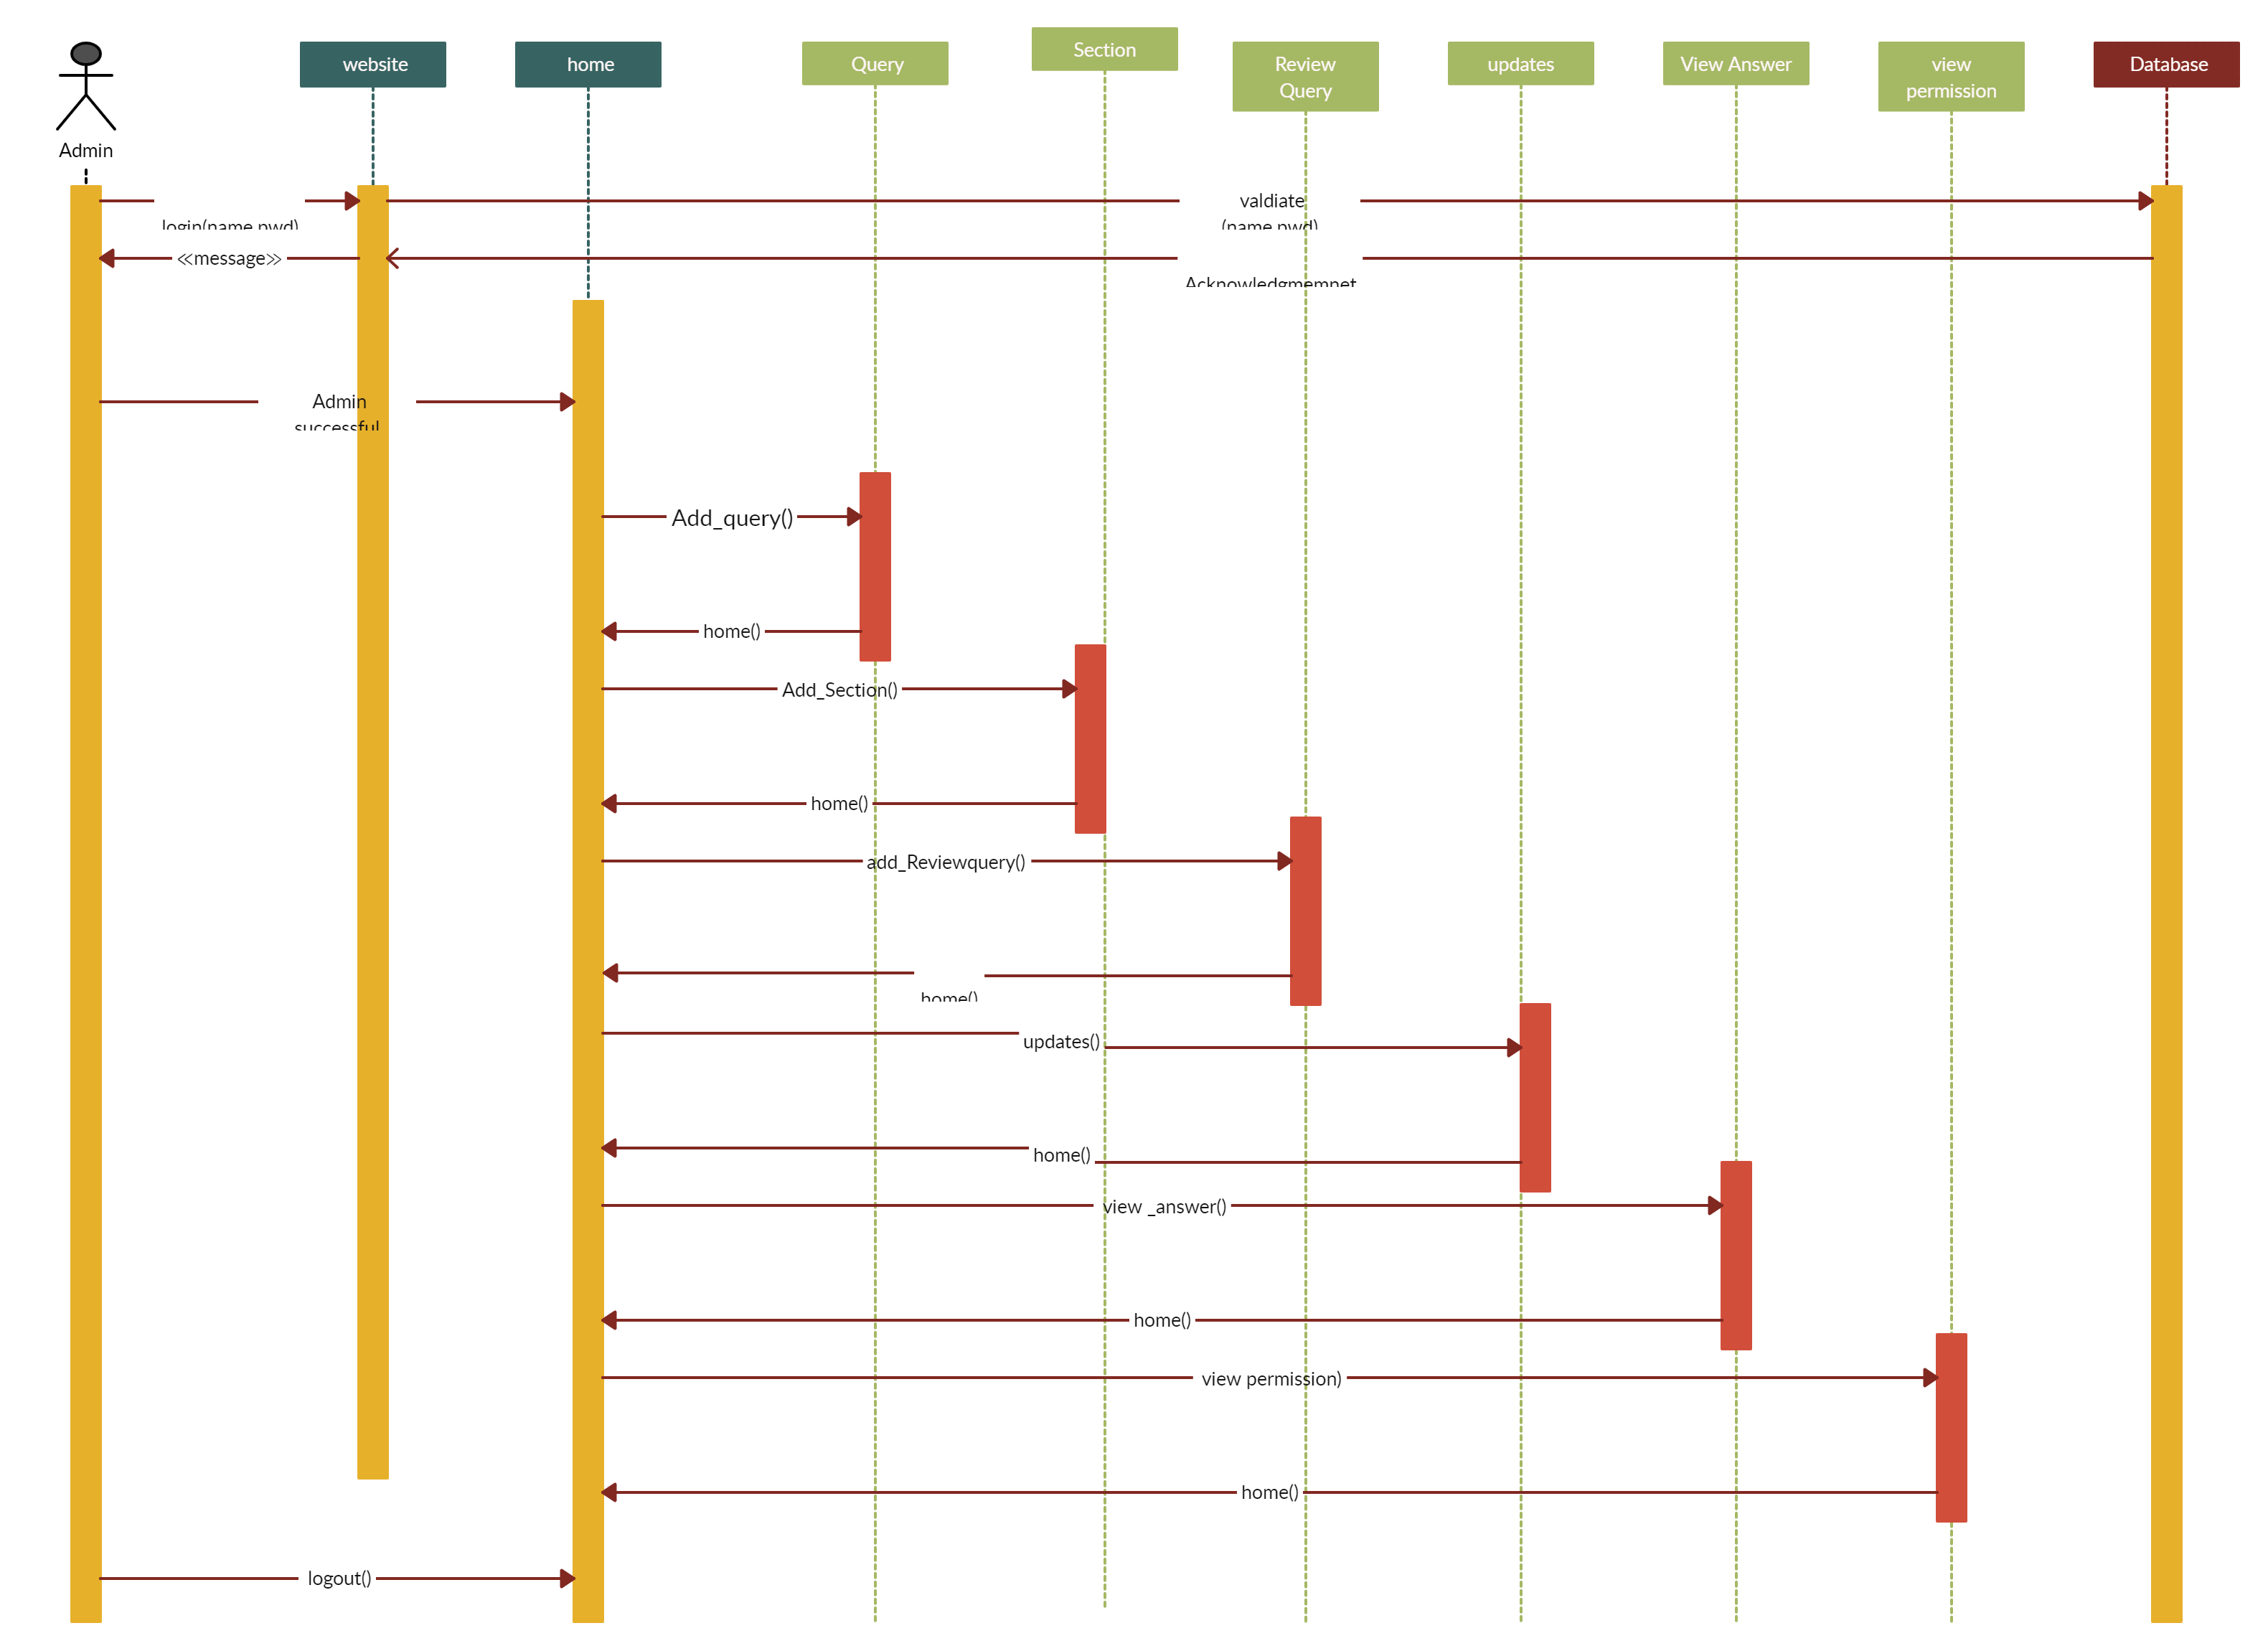 Admin
website
home
Query
Section
Review
Query
updates
View Answer
view
permission
Database
login(name,pwd)
valdiate
(name,pwd)
≪message≫
Acknowledgmemnet
Admin
successful
Add_query()
home()
Add_Section()
home()
add_Reviewquery()
home()
updates()
home()
view _answer()
home()
view permission)
home()
logout()